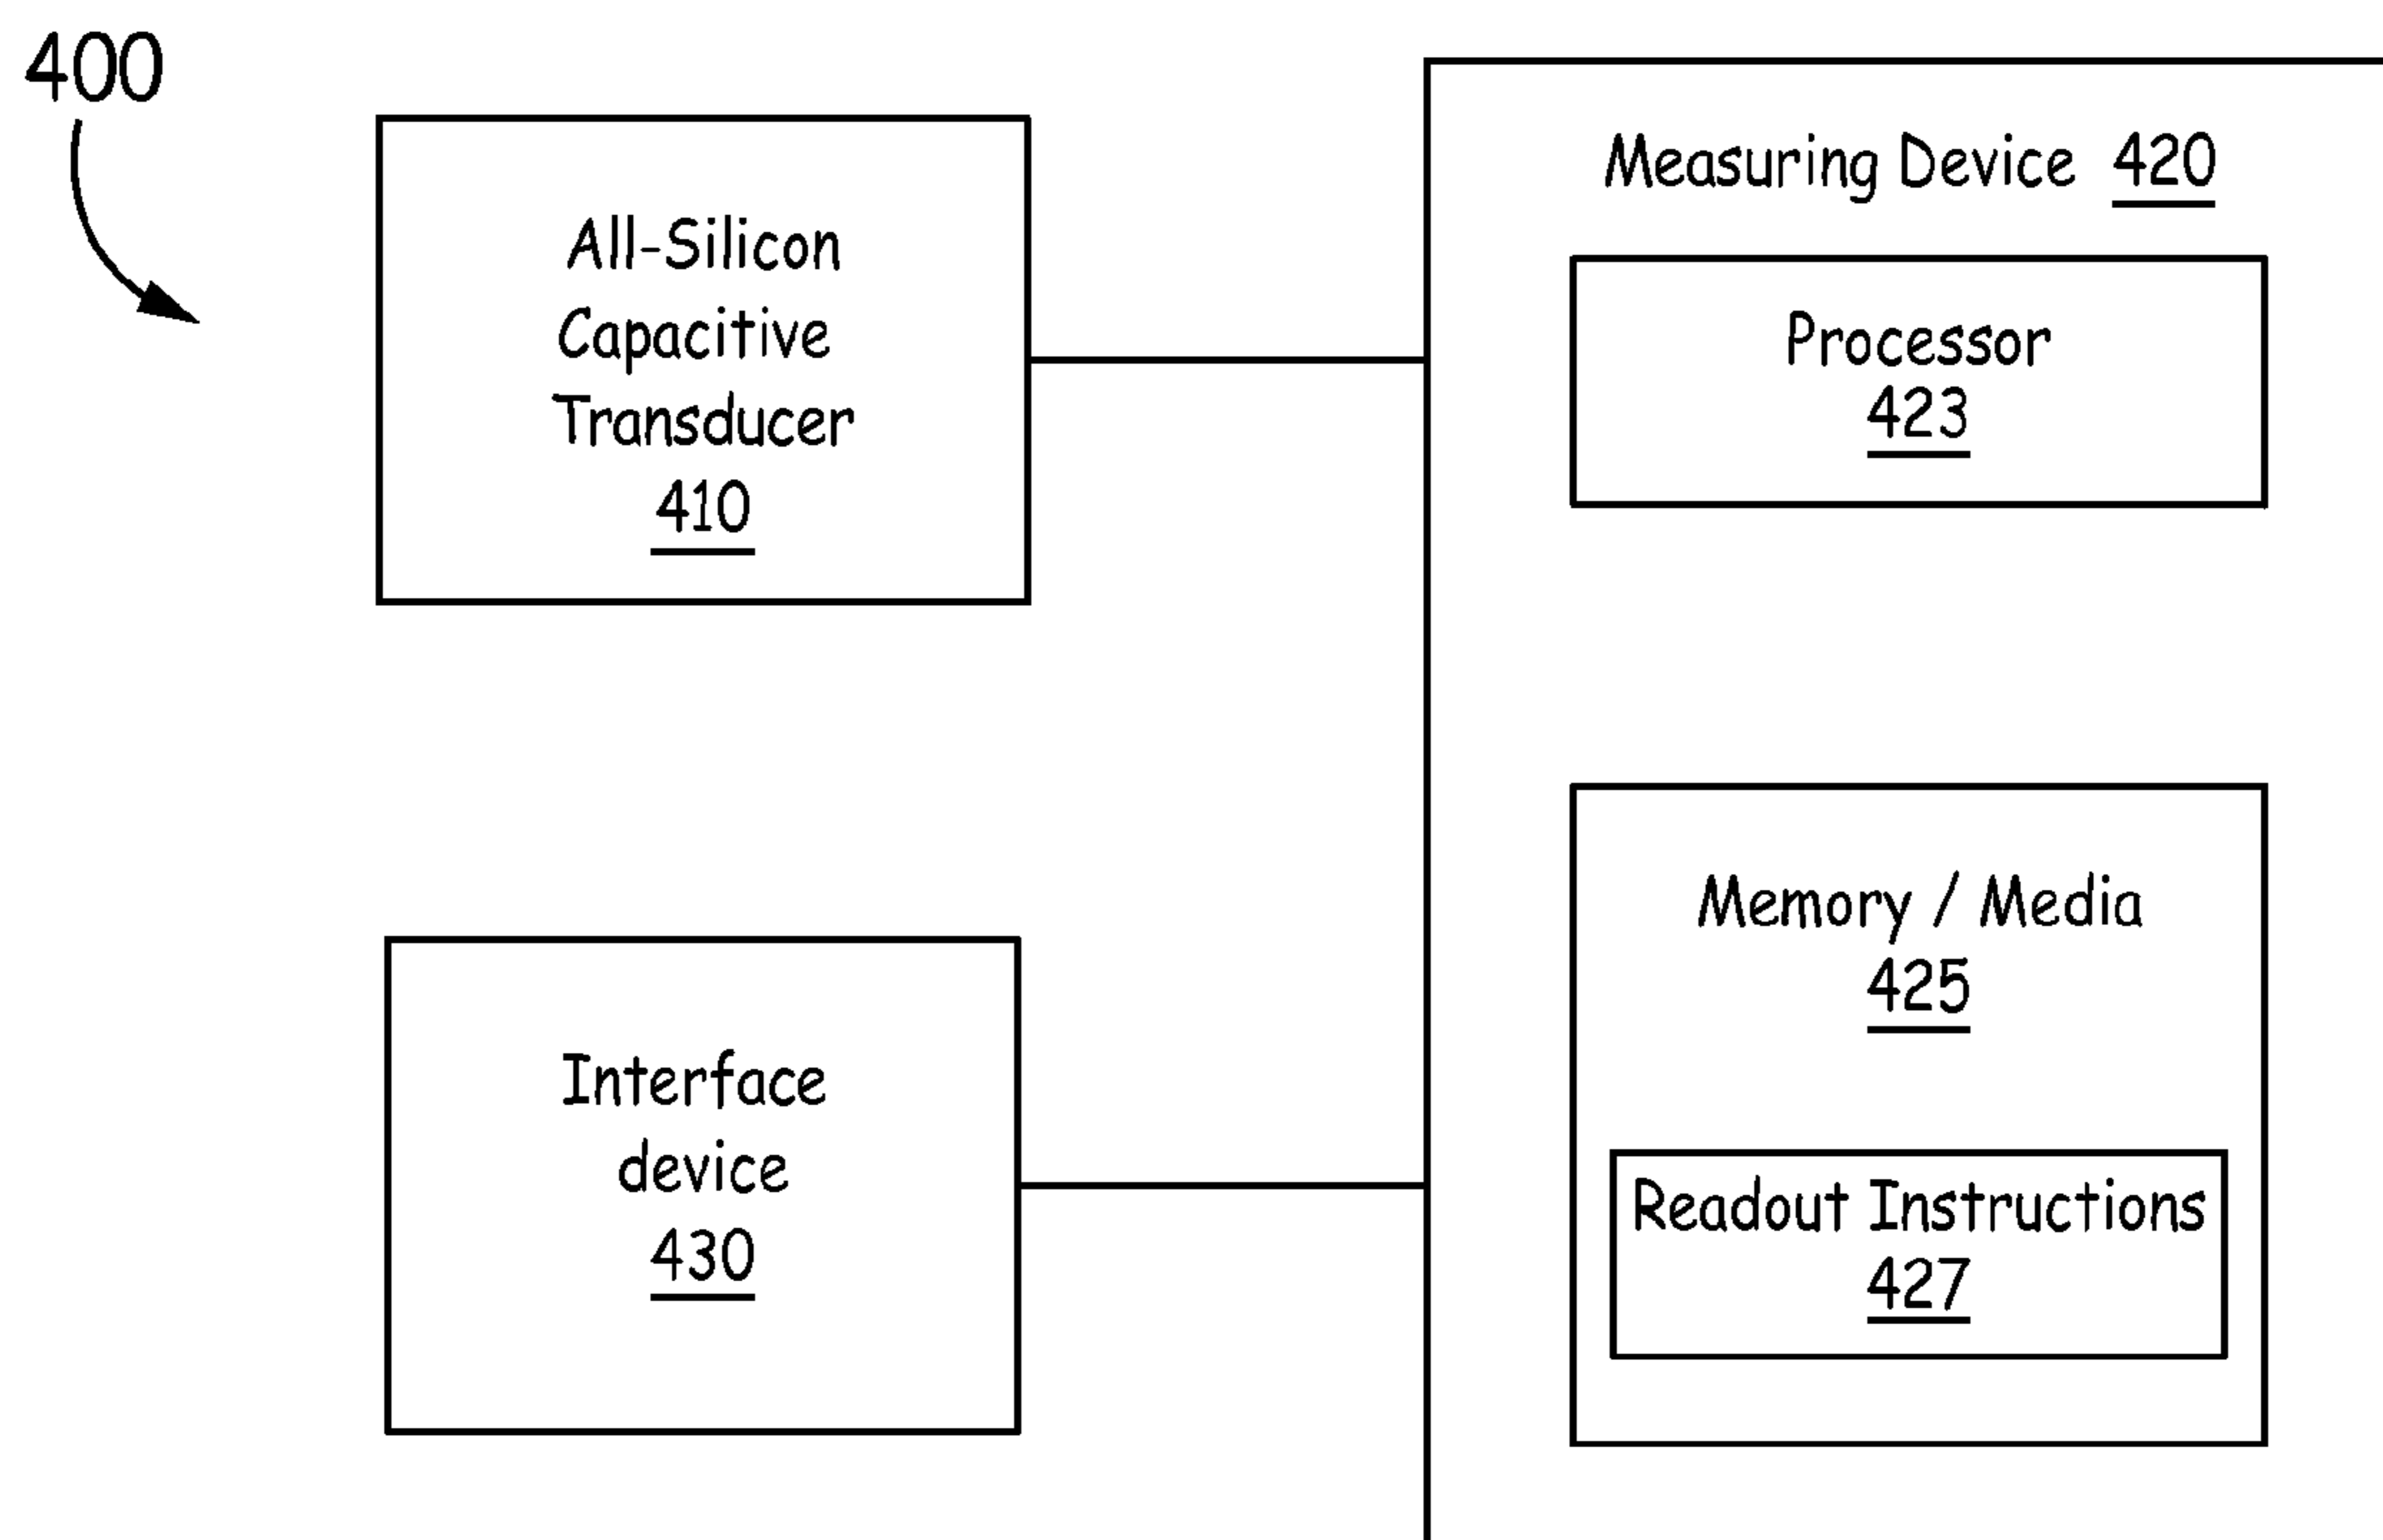 400
All-Silicon
Capacitive
Transducer
410
Measuring Device 420
Processor
423
Interface
device
430
Memory / Media
425
Readout Instructions
427